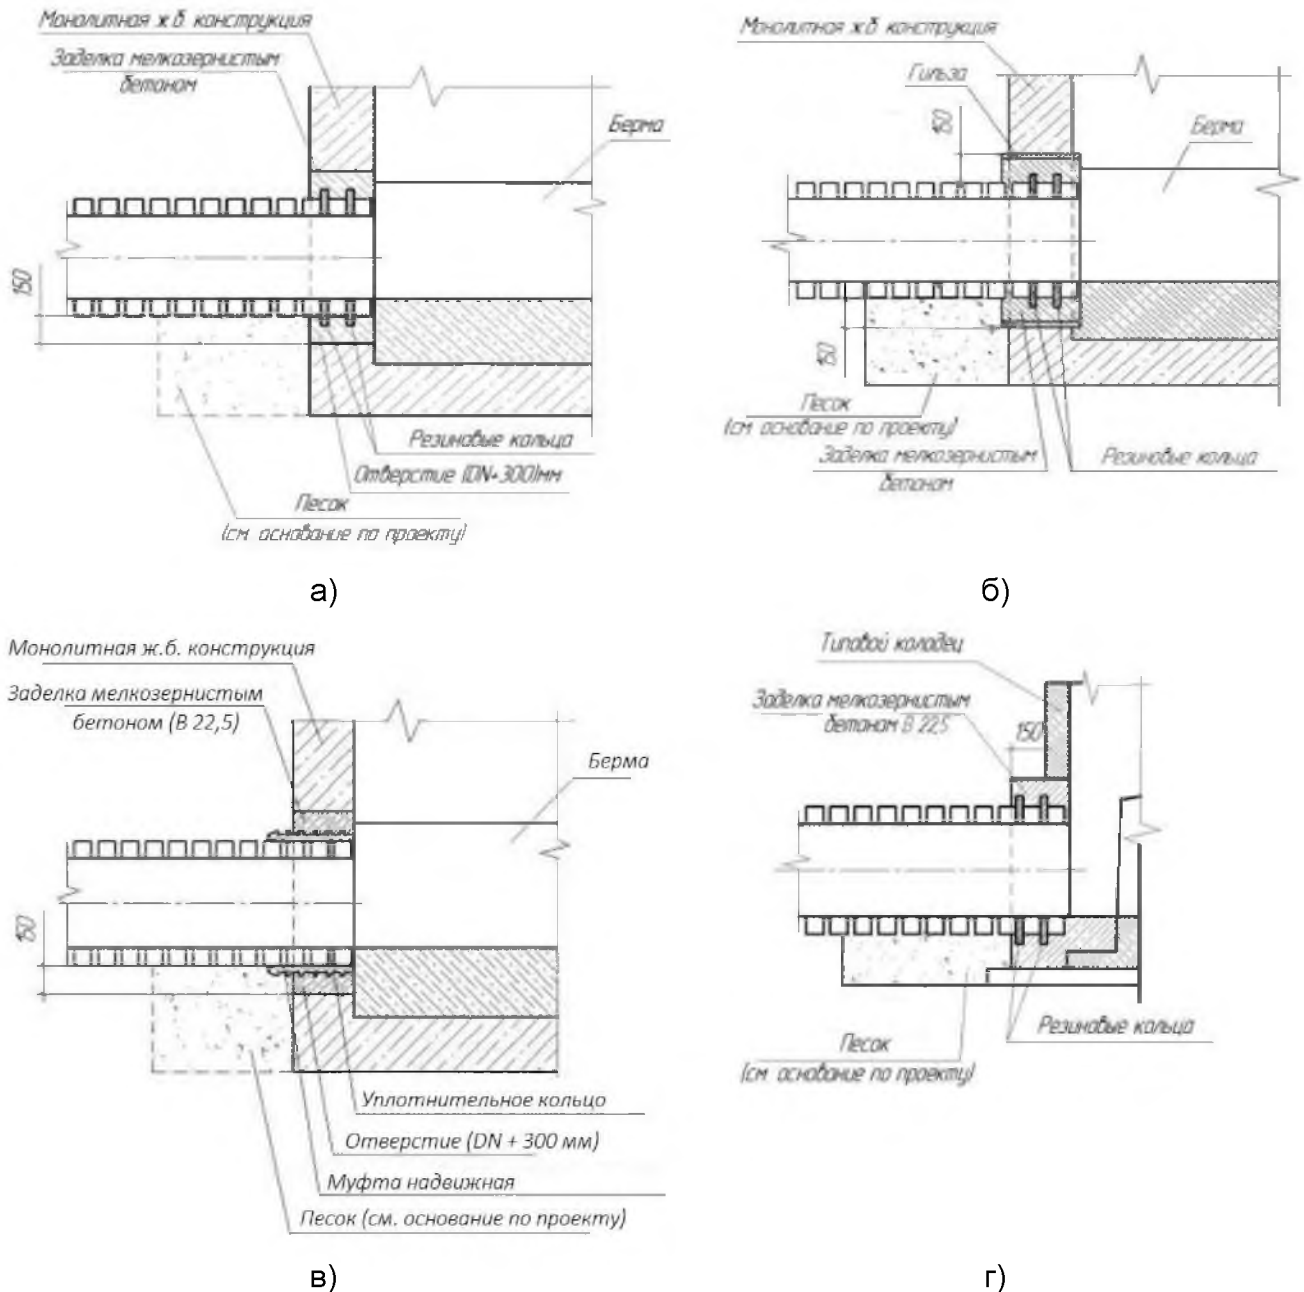 Монолитная ж.б. конструкция
Заделка мелкозернистым
бетоном
Берма
150
Резиновые кольца
Отверстие (DN+300)мм
Песок
(см. основание по проекту)
а)
Монолитная ж.б. конструкция
Гильза
150
Берма
150
Песок
(см. основание по проекту)
Заделка мелкозернистым
бетоном
Резиновые кольца
б)
Монолитная ж.б. конструкция
Заделка мелкозернистым
бетоном (В 22,5)
Берма
150
Уплотнительное кольцо
Отверстие (DN + 300 мм)
Муфта надвижная
Песок (см. основание по проекту)
в)
Типовой колодец
Заделка мелкозернистым
бетоном В 22,5
150
Резиновые кольца
Песок
(см. основание по проекту)
г)